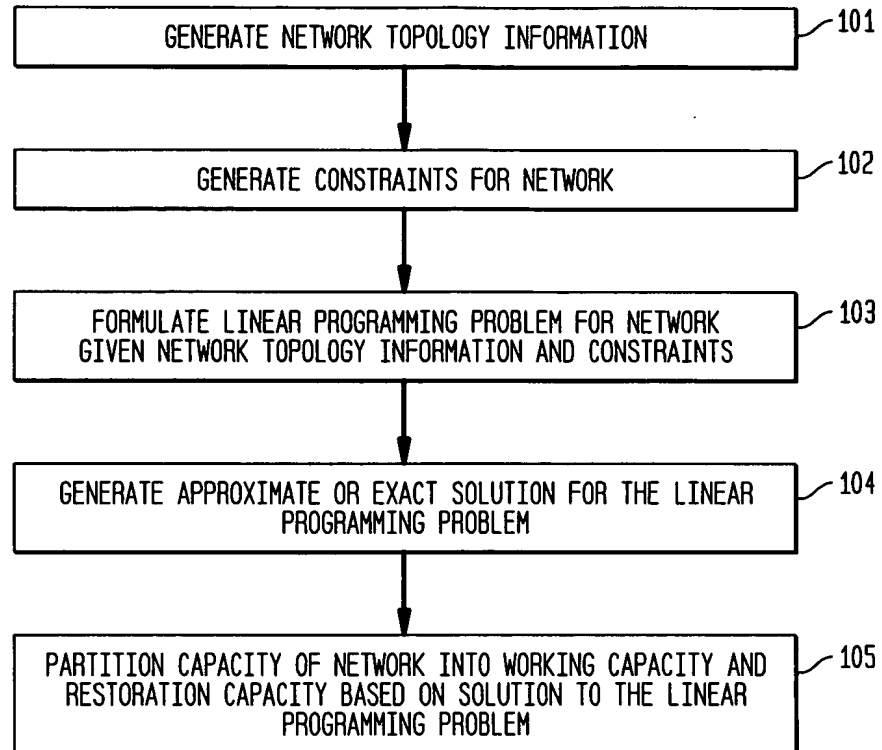 GENERATE NETWORK TOPOLOGY INFORMATION
101
GENERATE CONSTRAINTS FOR NETWORK
102
FORMULATE LINEAR PROGRAMMING PROBLEM FOR NETWORK
GIVEN NETWORK TOPOLOGY INFORMATION AND CONSTRAINTS
103
GENERATE APPROXIMATE OR EXACT SOLUTION FOR THE LINEAR
PROGRAMMING PROBLEM
104
PARTITION CAPACITY OF NETWORK INTO WORKING CAPACITY AND
RESTORATION CAPACITY BASED ON SOLUTION TO THE LINEAR
PROGRAMMING PROBLEM
105